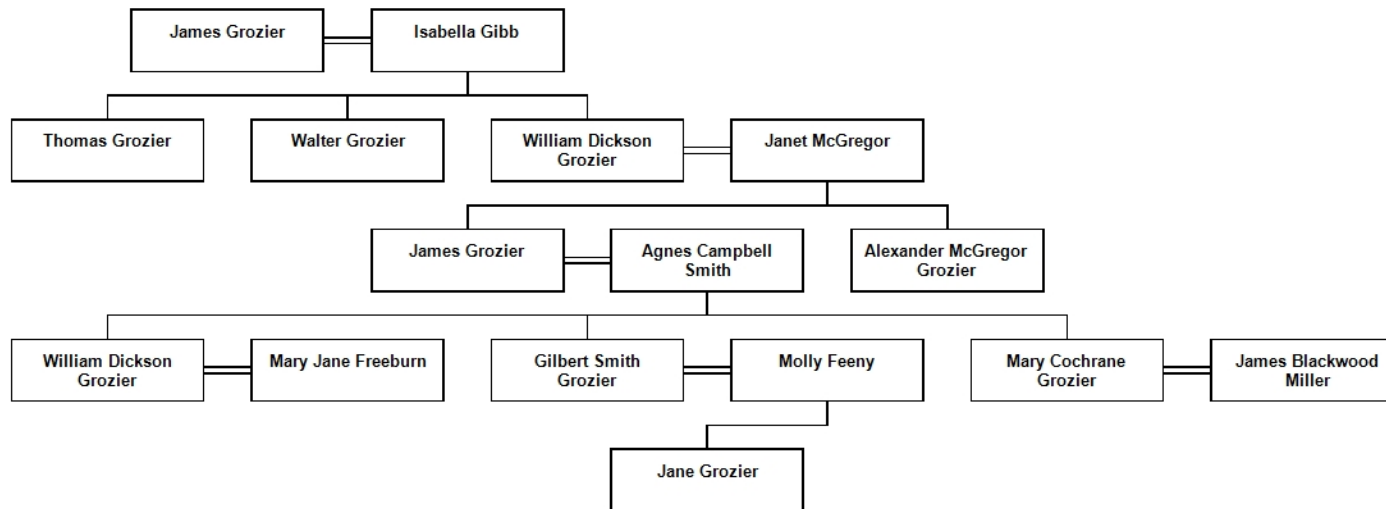 James Grozier
Isabella Gibb
Thomas Grozier
Walter Grozier
William Dickson
Grozier
Janet McGregor
James Grozier
Agnes Campbell
Smith
Alexander McGregor
Grozier
William Dickson
Grozier
Mary Jane Freeburn
Gilbert Smith
Grozier
Molly Feeny
Mary Cochrane
Grozier
James Blackwood
Miller
Jane Grozier